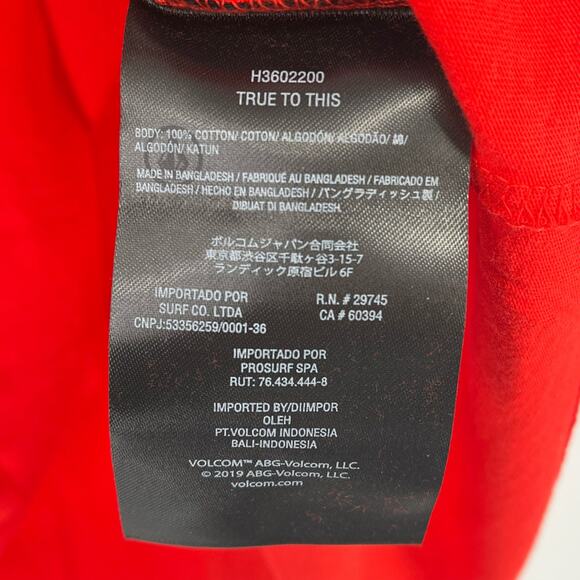 H3602200
TRUE TO THIS
BODY: 100% COTTON/ COTON/ ALGODÓN/ ALGODÃO/ 綿/
ALGODÓN/ KATUN
MADE IN BANGLADESH / FABRIQUÉ AU BANGLADESH / FABRICADO EM
BANGLADESH / HECHO EN BANGLADESH / バングラディッシュ製 /
DIBUAT DI BANGLADESH.
ボルコムジャパン合同会社
東京都渋谷区千駄ヶ谷3-15-7
ランディック原宿ビル 6F
IMPORTADO POR
SURF CO. LTDA
CNPJ:53356259/0001-36
R.N. # 29745
CA # 60394
IMPORTADO POR
PROSURF SPA
RUT: 76.434.444-8
IMPORTED BY/DIIMPOR
OLEH
PT.VOLCOM INDONESIA
BALI-INDONESIA
VOLCOM™ ABG-Volcom, LLC.
© 2019 ABG-Volcom, LLC.
volcom.com